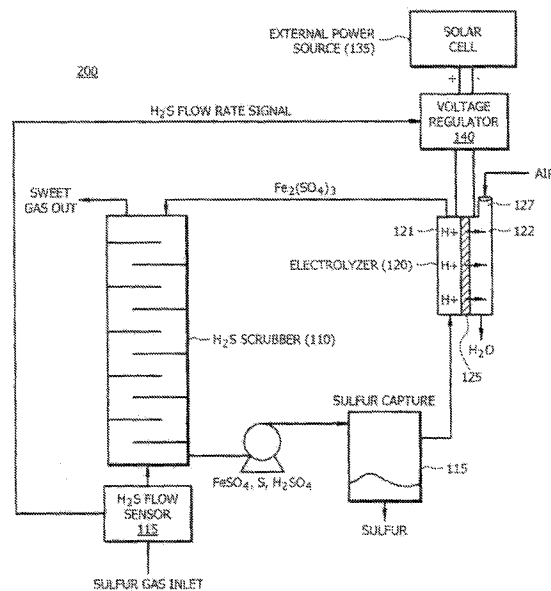 EXTERNAL POWER
SOURCE (135)
SOLAR
CELL
200
+
-
H2S FLOW RATE SIGNAL
VOLTAGE
REGULATOR
140
AIR
SWEET
GAS OUT
Fe2(SO4)3
127
121
H+
122
ELECTROLYZER (120)
H+
H+
H2S SCRUBBER (110)
H2O
125
SULFUR CAPTURE
FeSO4, S, H2SO4
115
H2S FLOW
SENSOR
115
SULFUR
SULFUR GAS INLET